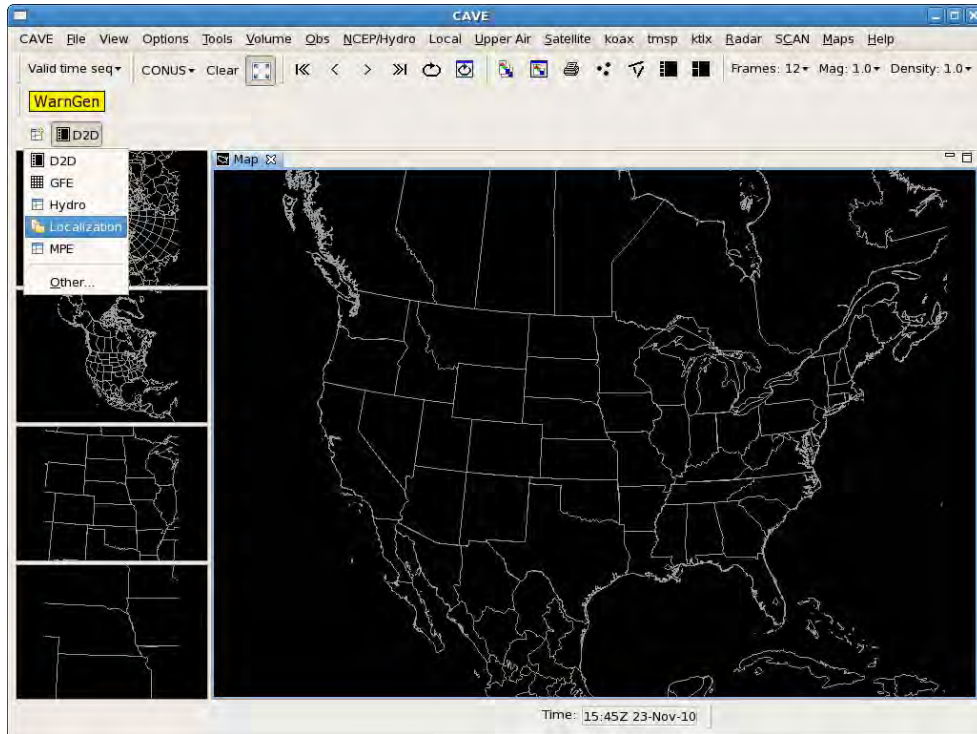 CAVE
CAVE File View Options Tools Volume Obs NCEP/Hydro Local Upper Air Satellite koax tmsp ktlx Radar SCAN Maps Help
Valid time seq CONUS Clear Frames: 12 Mag: 1.0 Density: 1.0
WarnGen
D2D
D2D
GFE
Hydro
Localization
MPE
Other...
Map
Time: 15:45Z 23-Nov-10